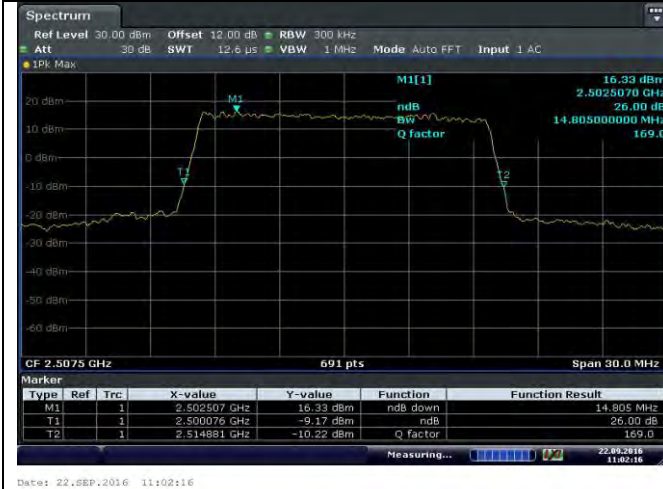 Spectrum
Ref Level 30.00 dBm Offset 12.00 dB RBW 300 kHz
Att 30 dB SWT 12.6 µs VBW 1 MHz Mode Auto FFT Input 1 AC
1Pk Max
M1[1] 16.33 dBm
2.5025070 GHz
20 dBm
M1
ndB 26.00 dB
10 dBm
Bw 14.805000000 MHz
Q factor 169.0
0 dBm
T1
T2
-10 dBm
-20 dBm
-30 dBm
-40 dBm
-50 dBm
-60 dBm
CF 2.5075 GHz 691 pts Span 30.0 MHz
Marker
Type Ref Trc X-value Y-value Function Function Result
M1 1 2.502507 GHz 16.33 dBm ndB down 14.805 MHz
T1 1 2.500076 GHz -9.17 dBm ndB 26.00 dB
T2 1 2.514881 GHz -10.22 dBm Q factor 169.0
Measuring... 22.09.2016
11:02:16
Date: 22.SEP.2016 11:02:16